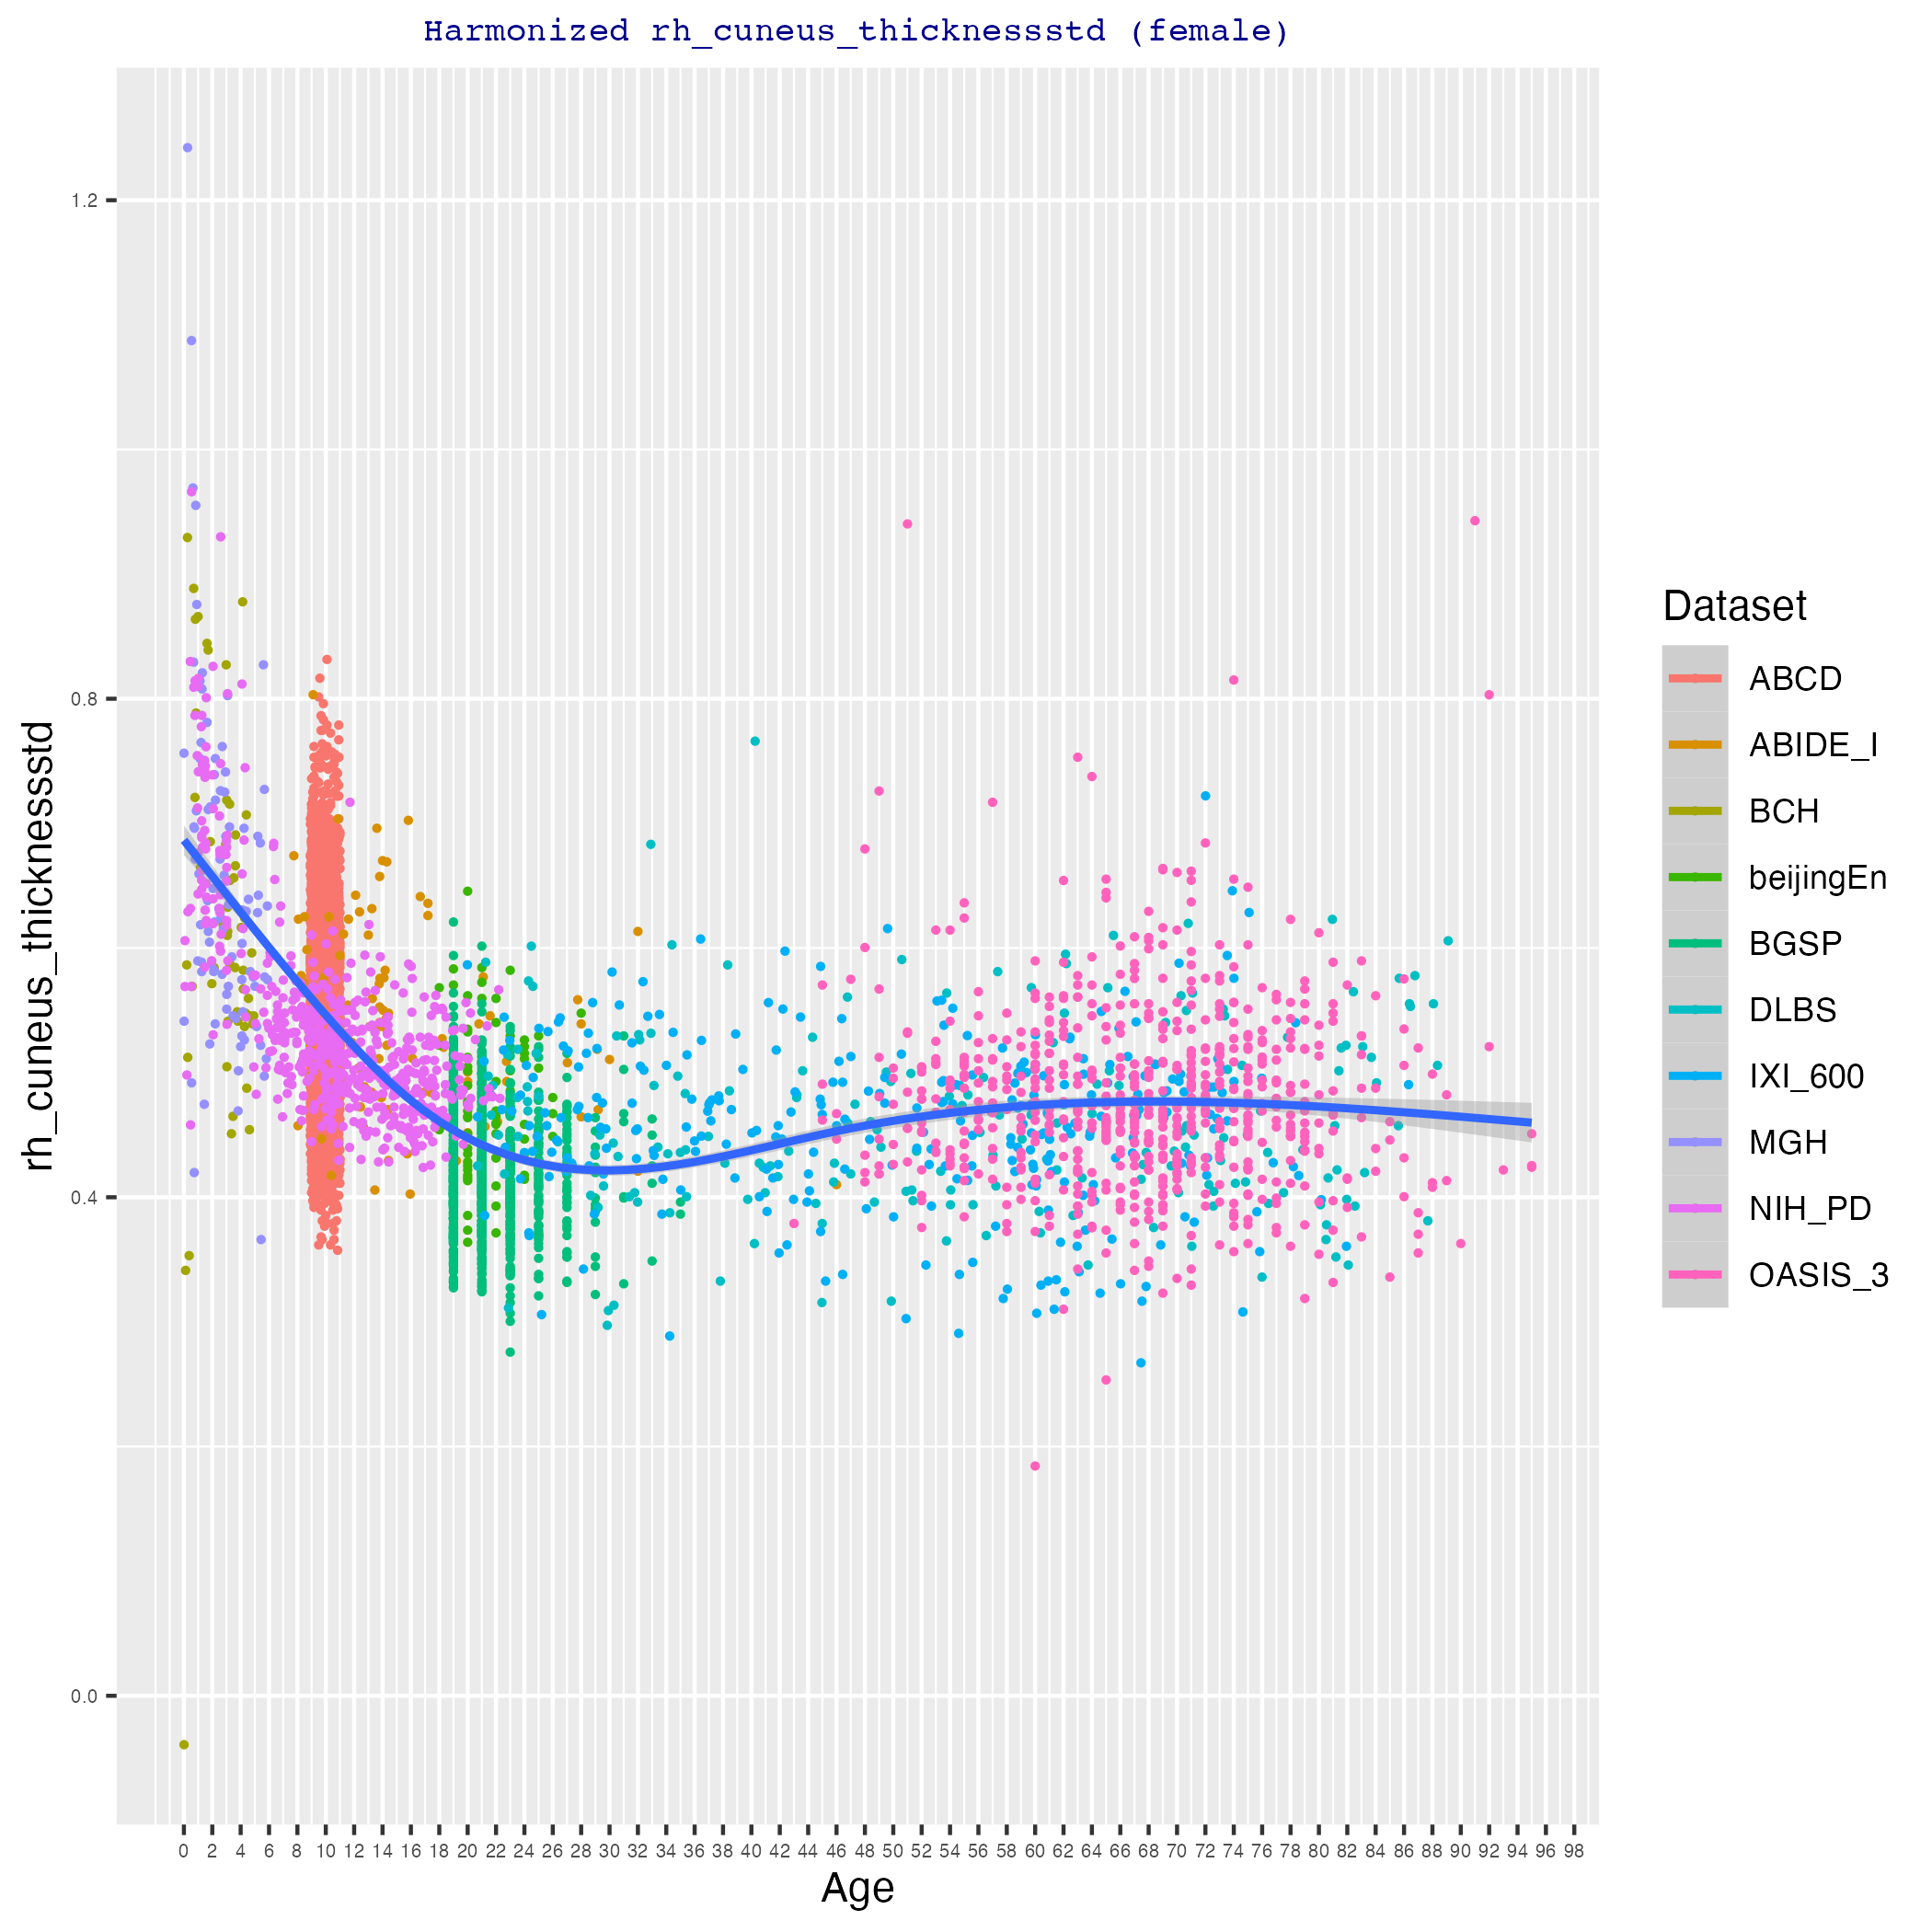 Harmonized rh_cuneus_thicknessstd (female)
rh_cuneus_thicknessstd
1.2
0.8
0.4
0.0
0 2 4 6 8 10 12 14 16 18 20 22 24 26 28 30 32 34 36 38 40 42 44 46 48 50 52 54 56 58 60 62 64 66 68 70 72 74 76 78 80 82 84 86 88 90 92 94 96 98
Age
Dataset
ABCD
ABIDE_I
BCH
beijingEn
BGSP
DLBS
IXI_600
MGH
NIH_PD
OASIS_3